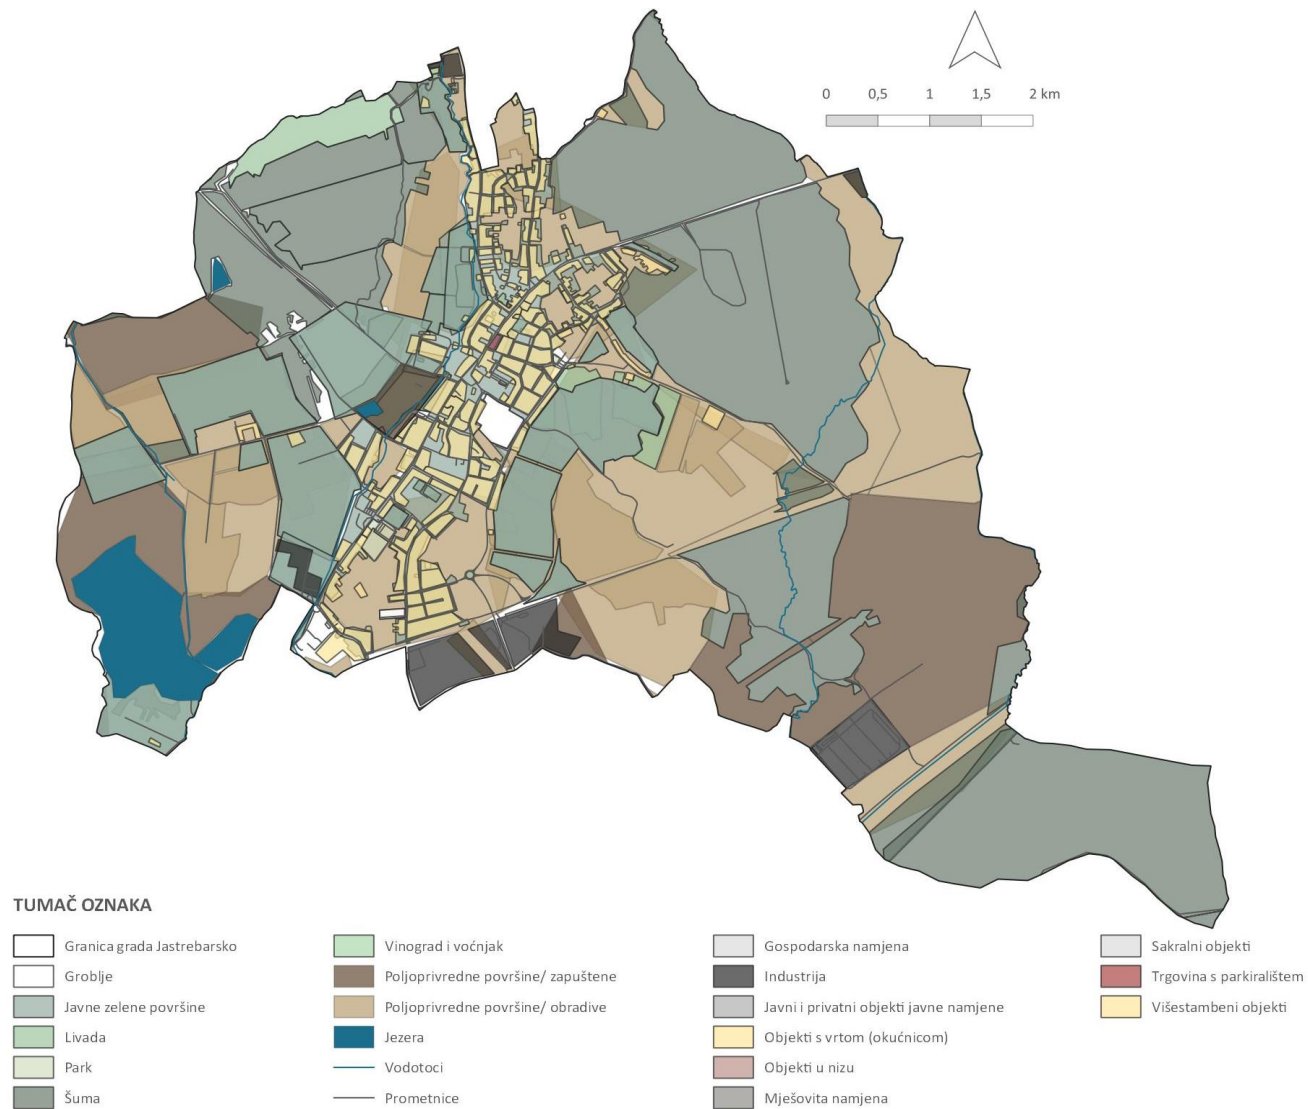 0 0,5 1 1,5 2 km
TUMAČ OZNAKA
Granica grada Jastrebarsko
Groblje
Javne zelene površine
Livada
Park
Šuma
Vinograd i voćnjak
Poljoprivredne površine/ zapuštene
Poljoprivredne površine/ obradive
Jezera
Vodotoci
Prometnice
Gospodarska namjena
Industrija
Javni i privatni objekti javne namjene
Objekti s vrtom (okućnicom)
Objekti u nizu
Mješovita namjena
Sakralni objekti
Trgovina s parkiralištem
Višestambeni objekti